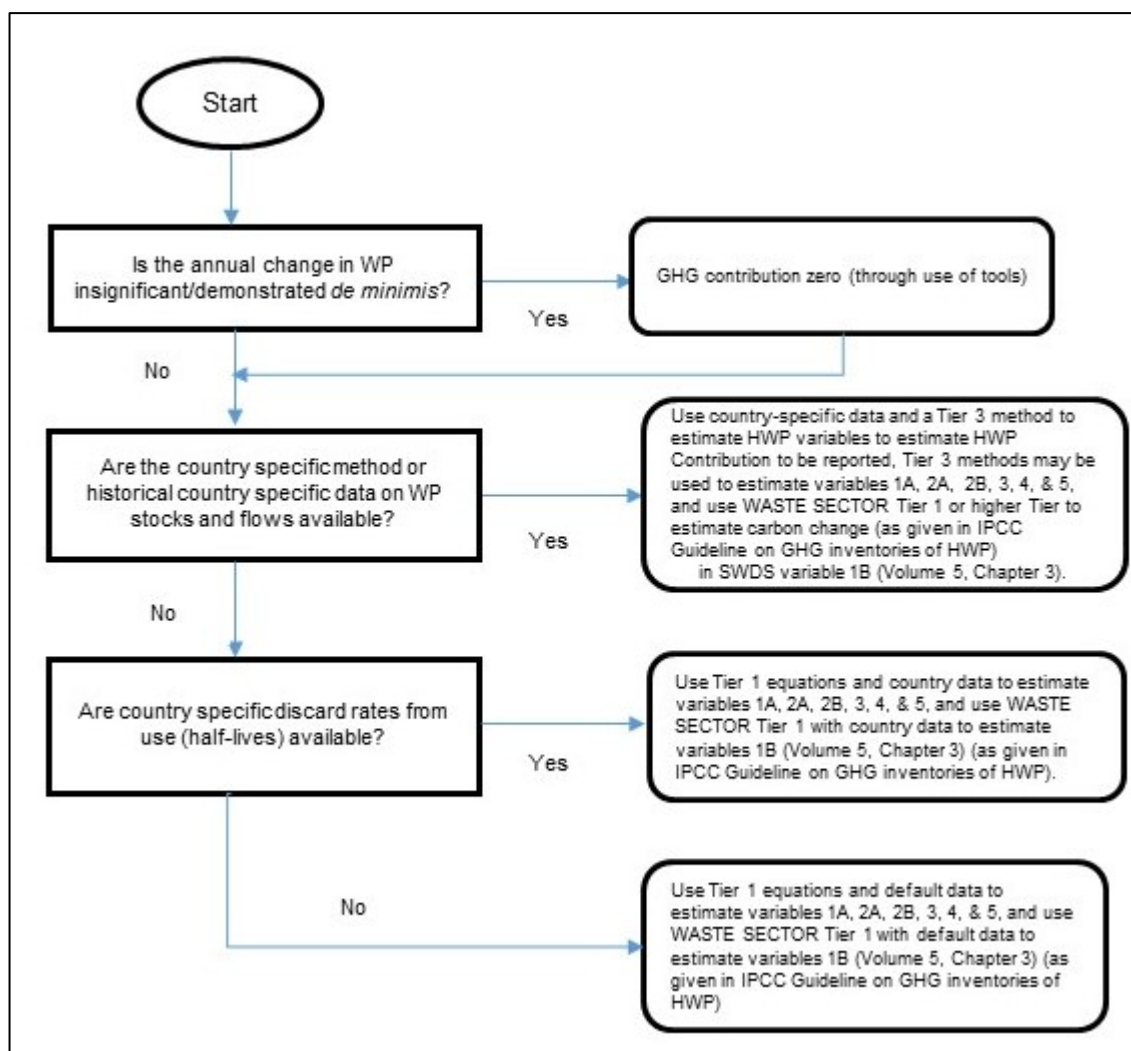 Start
Is the annual change in WP
insignificant/demonstrated de minimis?
GHG contribution zero (through use of tools)
Yes
No
Are the country specific method or
historical country specific data on WP
stocks and flows available?
Use country-specific data and a Tier 3 method to
estimate HWP variables to estimate HWP
Contribution to be reported, Tier 3 methods may be
used to estimate variables 1A, 2A, 2B, 3, 4, & 5,
and use WASTE SECTOR Tier 1 or higher Tier to
estimate carbon change (as given in IPCC
Guideline on GHG inventories of HWP)
in SWDS variable 1B (Volume 5, Chapter 3).
Yes
No
Are country specific discard rates from
use (half-lives) available?
Use Tier 1 equations and country data to estimate
variables 1A, 2A, 2B, 3, 4, & 5, and use WASTE
SECTOR Tier 1 with country data to estimate
variables 1B (Volume 5, Chapter 3) (as given in
IPCC Guideline on GHG inventories of HWP).
Yes
No
Use Tier 1 equations and default data to
estimate variables 1A, 2A, 2B, 3, 4, & 5, and use
WASTE SECTOR Tier 1 with default data to
estimate variables 1B (Volume 5, Chapter 3) (as
given in IPCC Guideline on GHG inventories of
HWP)